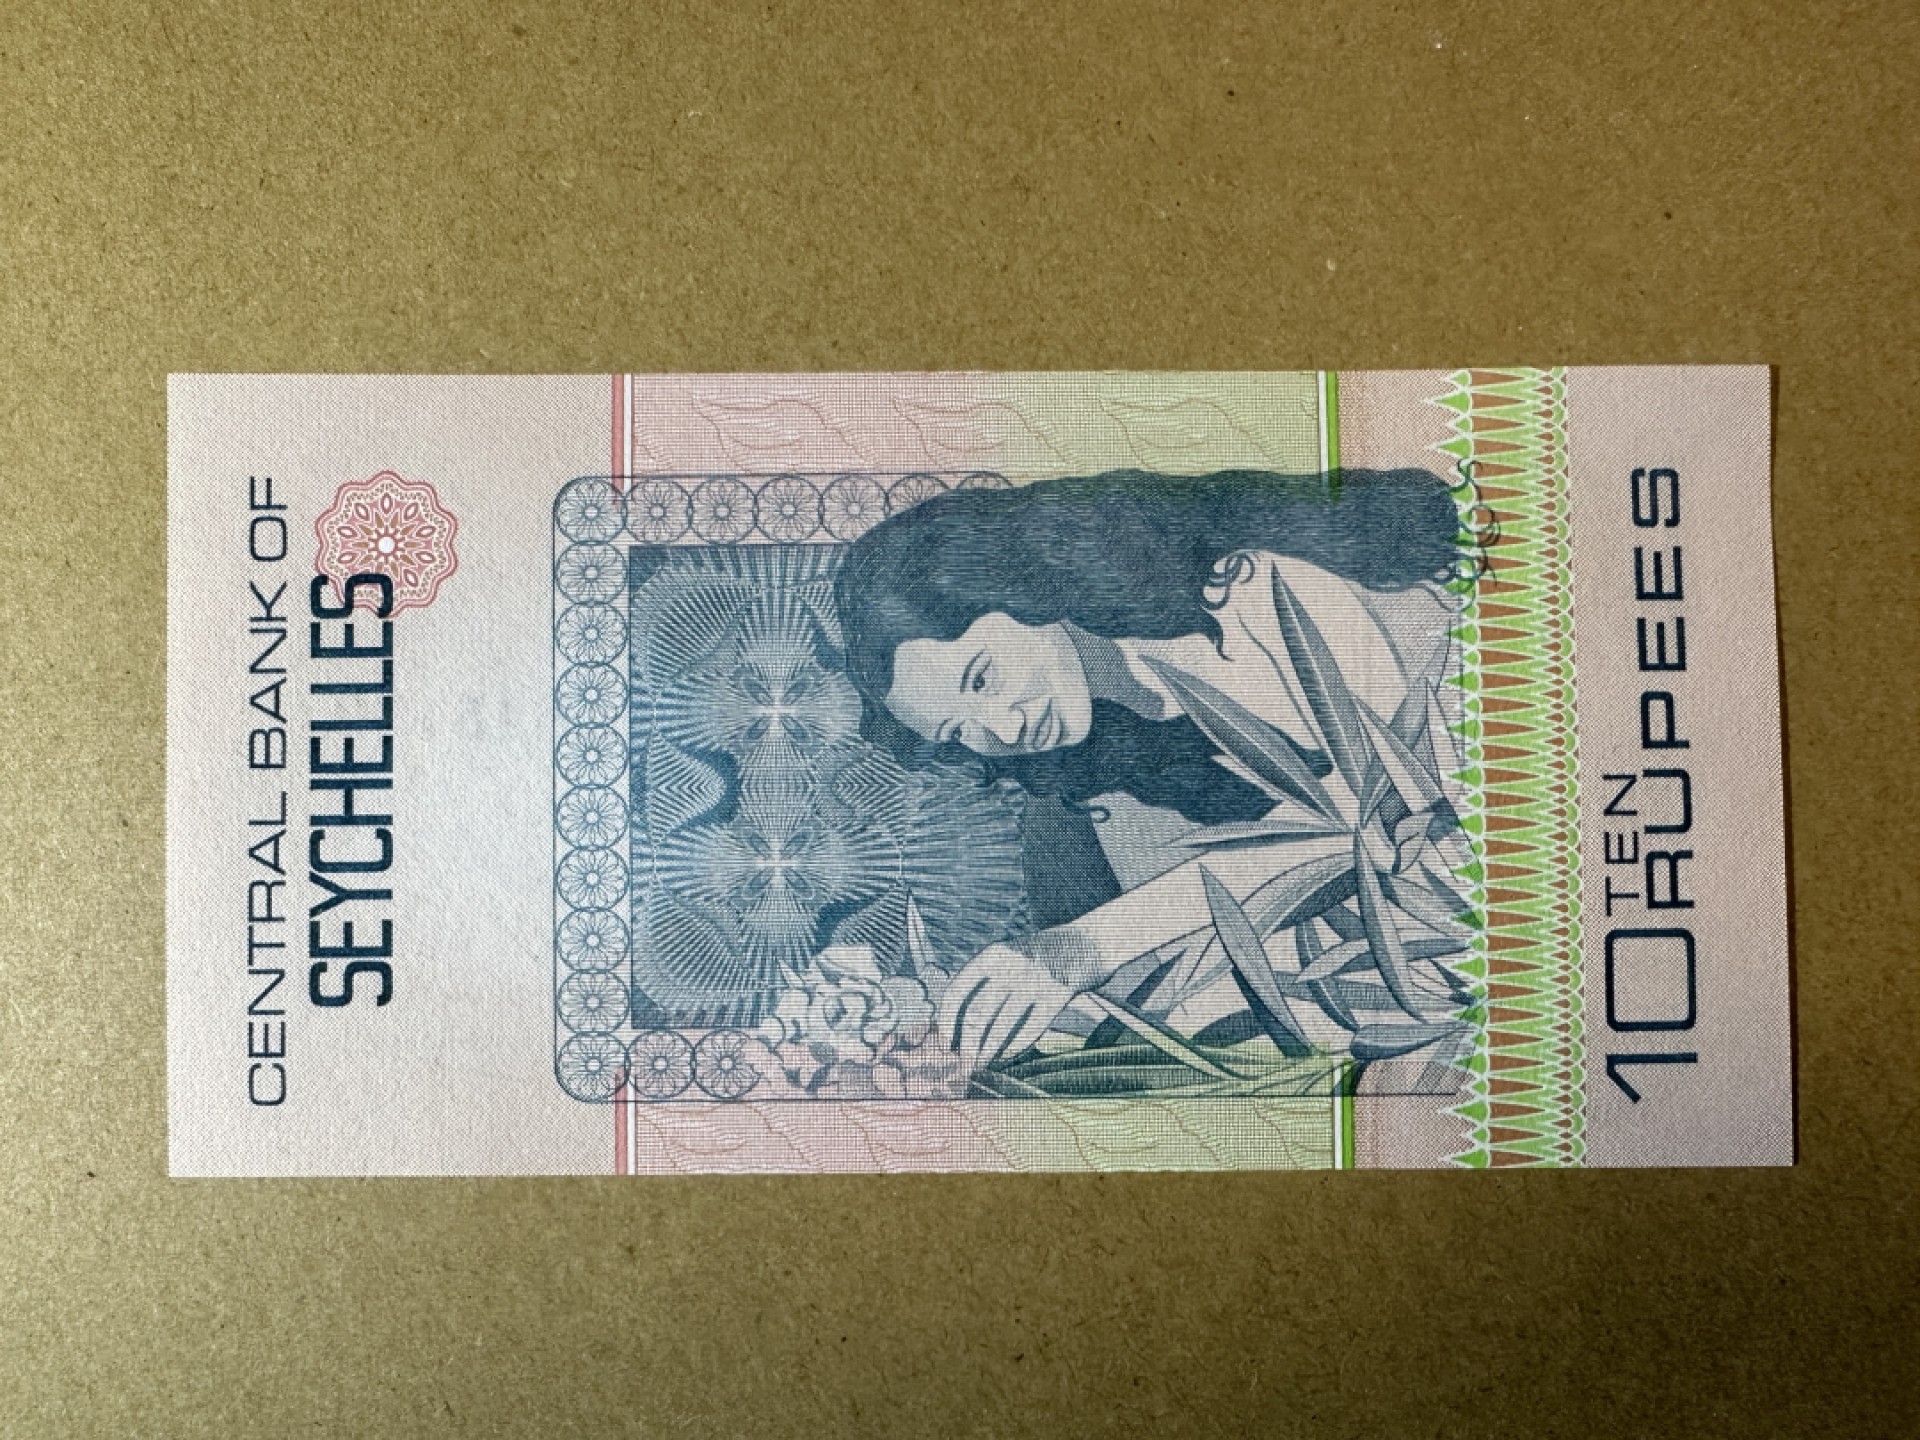 CENTRAL BANK OF
SEYCHELLES
10 TEN
RUPEES